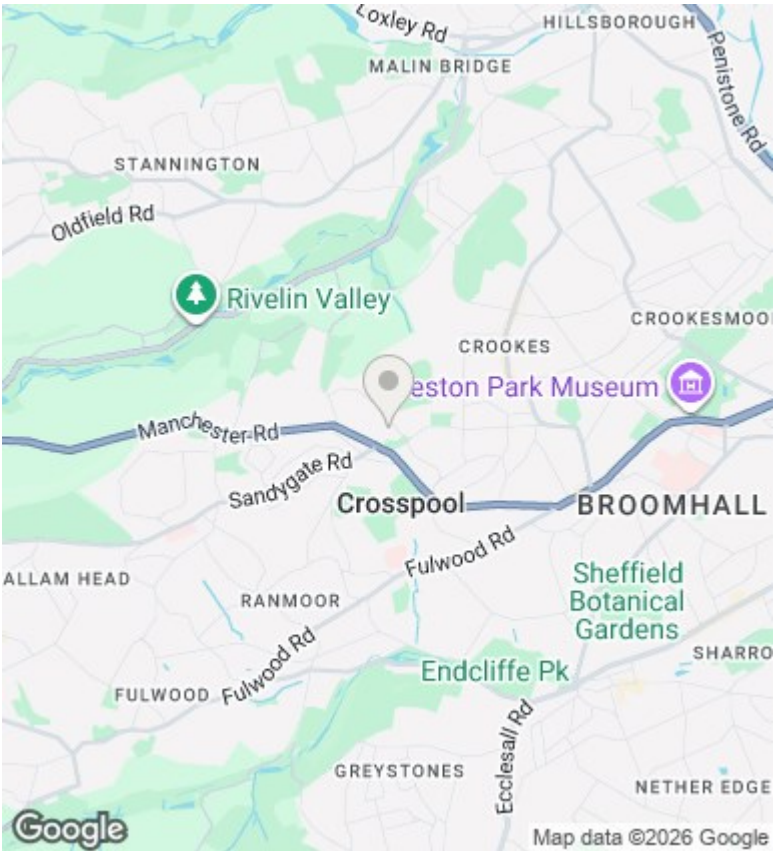 Loxley Rd
HILLSBOROUGH
MALIN BRIDGE
Penistone Rd
STANNINGTON
Oldfield Rd
Rivelin Valley
CROOKESMOO
CROOKES
eston Park Museum
Manchester Rd
Sandygate Rd
Crosspool
BROOMHALL
Fulwood Rd
ALLAM HEAD
Sheffield
Botanical
Gardens
RANMOOR
SHARRO
Fulwood Rd
Endcliffe Pk
FULWOOD
Ecclesall Rd
GREYSTONES
NETHER EDGE
Google
Map data ©2026 Google